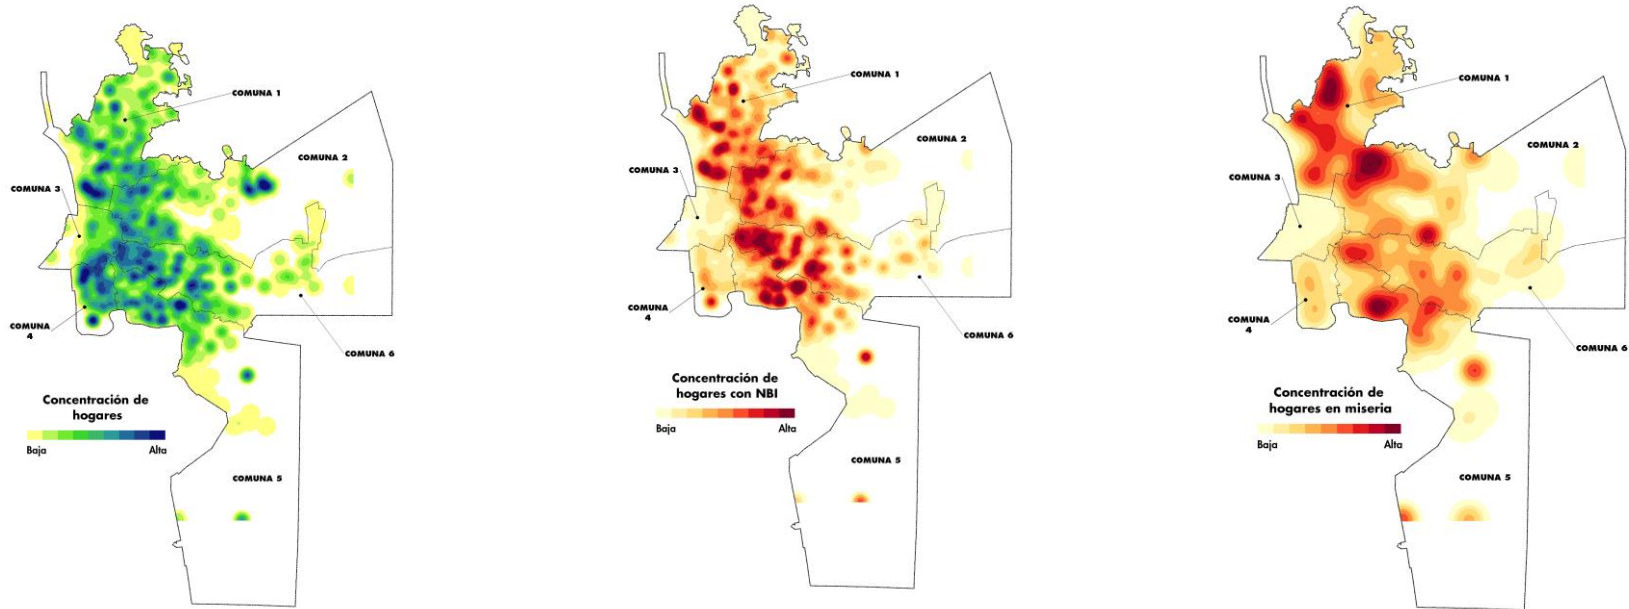 COMUNA 1
COMUNA 2
COMUNA 3
COMUNA
4
COMUNA 6
Concentración de
hogares
Baja
Alta
COMUNA 5
COMUNA 1
COMUNA 2
COMUNA 3
COMUNA
4
COMUNA 6
Concentración de
hogares con NBI
Baja
Alta
COMUNA 5
COMUNA 1
COMUNA 2
COMUNA 3
COMUNA
4
COMUNA 6
Concentración de
hogares en miseria
Baja
Alta
COMUNA 5